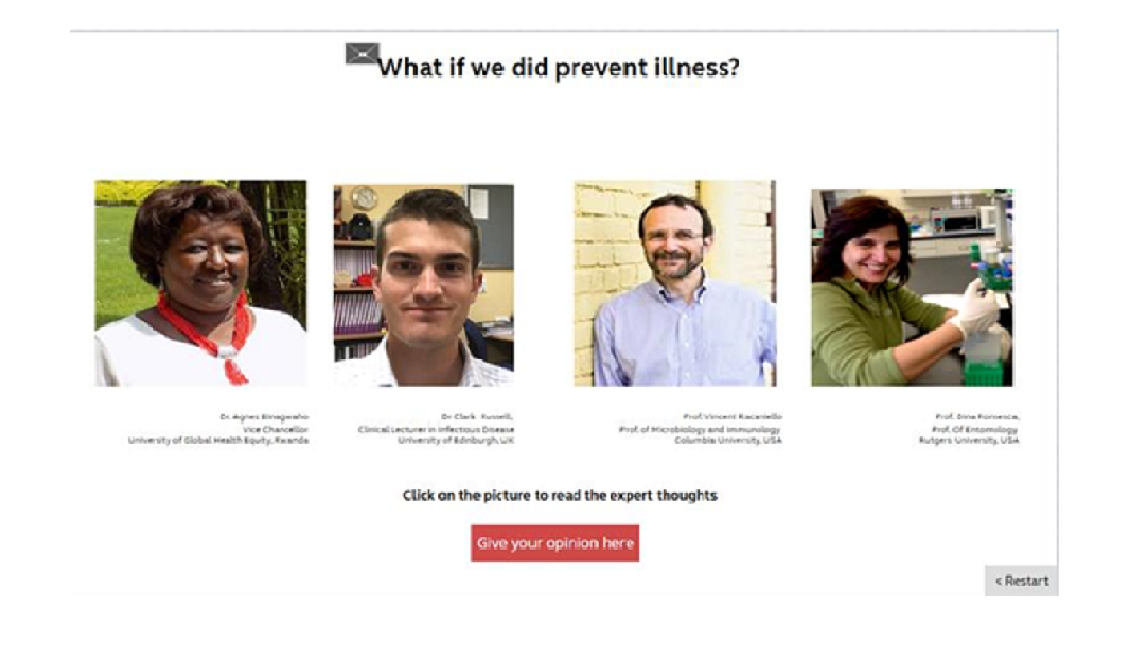 What if we did prevent illness?
Dr. Agnes Binagwaho
Vice Chancellor
University of Global Health Equity, Rwanda
Dr. Clark Russell,
Clinical Lecturer in Infectious Disease
University of Edinburgh, UK
Prof Vincent Racaniello
Prof. of Microbiology and Immunology
Columbia University, USA
Prof. Dina Fonseca,
Prof. Of Entomology
Rutgers University, USA
Click on the picture to read the expert thoughts
Give your opinion here
< Restart